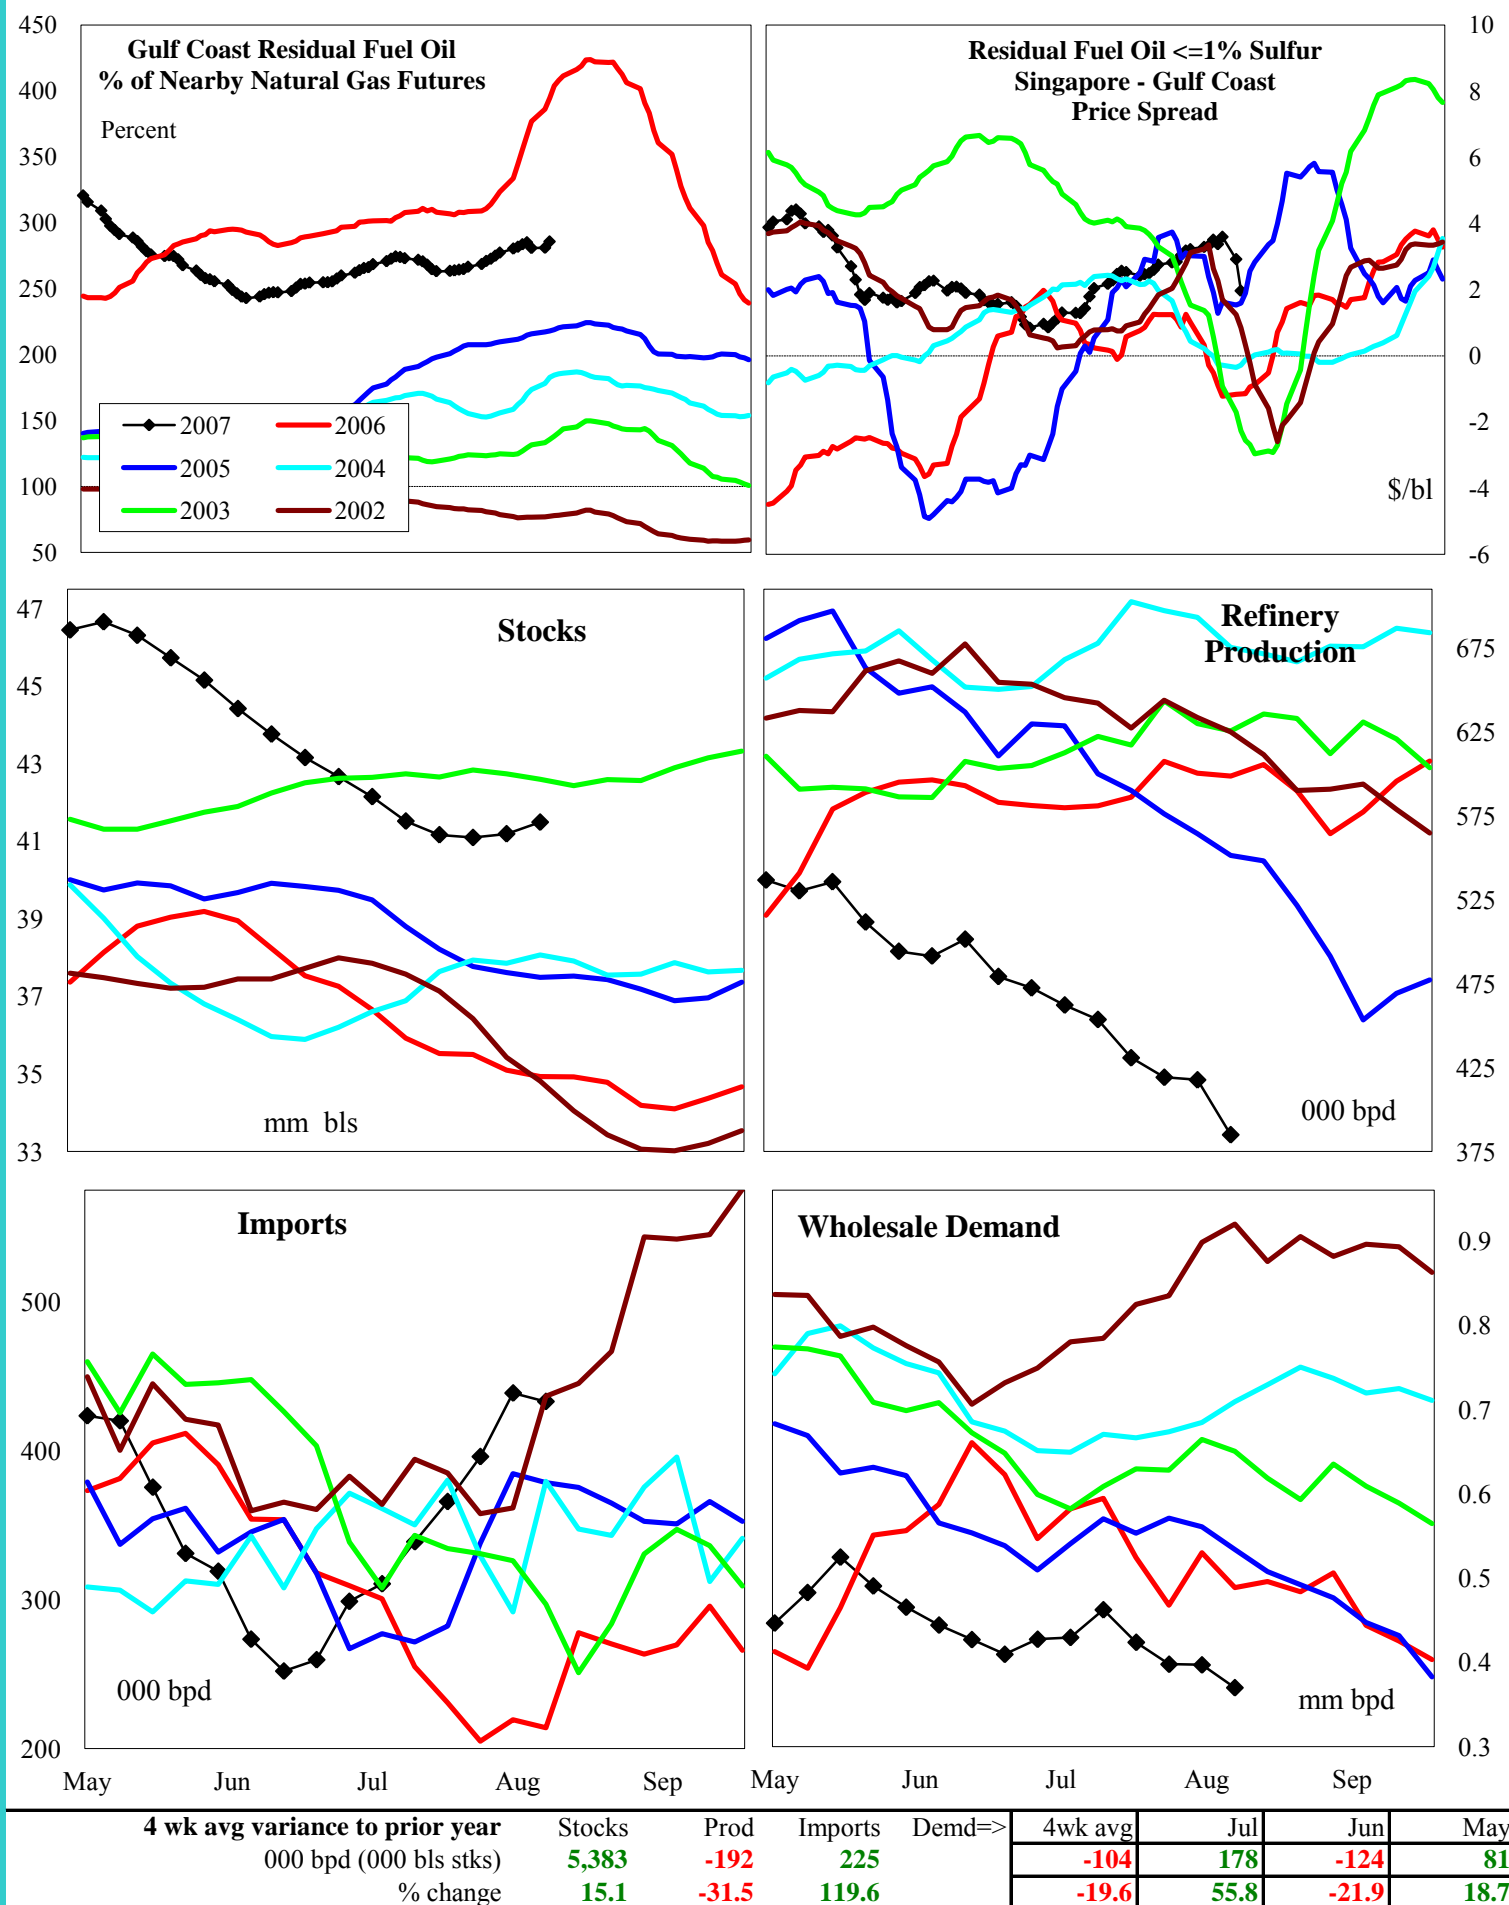 Gulf Coast Residual Fuel Oil
% of Nearby Natural Gas Futures
Percent
450
400
350
300
250
200
150
100
50
2007 2006
2005 2004
2003 2002
Residual Fuel Oil <=1% Sulfur
Singapore - Gulf Coast
Price Spread
10
8
6
4
2
0
-2
-4
-6
$/bl
Stocks
47
45
43
41
39
37
35
33
mm bls
Refinery
Production
675
625
575
525
475
425
375
000 bpd
Imports
500
400
300
200
000 bpd
May Jun Jul Aug Sep
Wholesale Demand
0.9
0.8
0.7
0.6
0.5
0.4
0.3
mm bpd
May Jun Jul Aug Sep
4 wk avg variance to prior year Stocks Prod Imports Demd=> 4wk avg Jul Jun May
000 bpd (000 bls stks) 5,383 -192 225 -104 178 -124 81
% change 15.1 -31.5 119.6 -19.6 55.8 -21.9 18.7